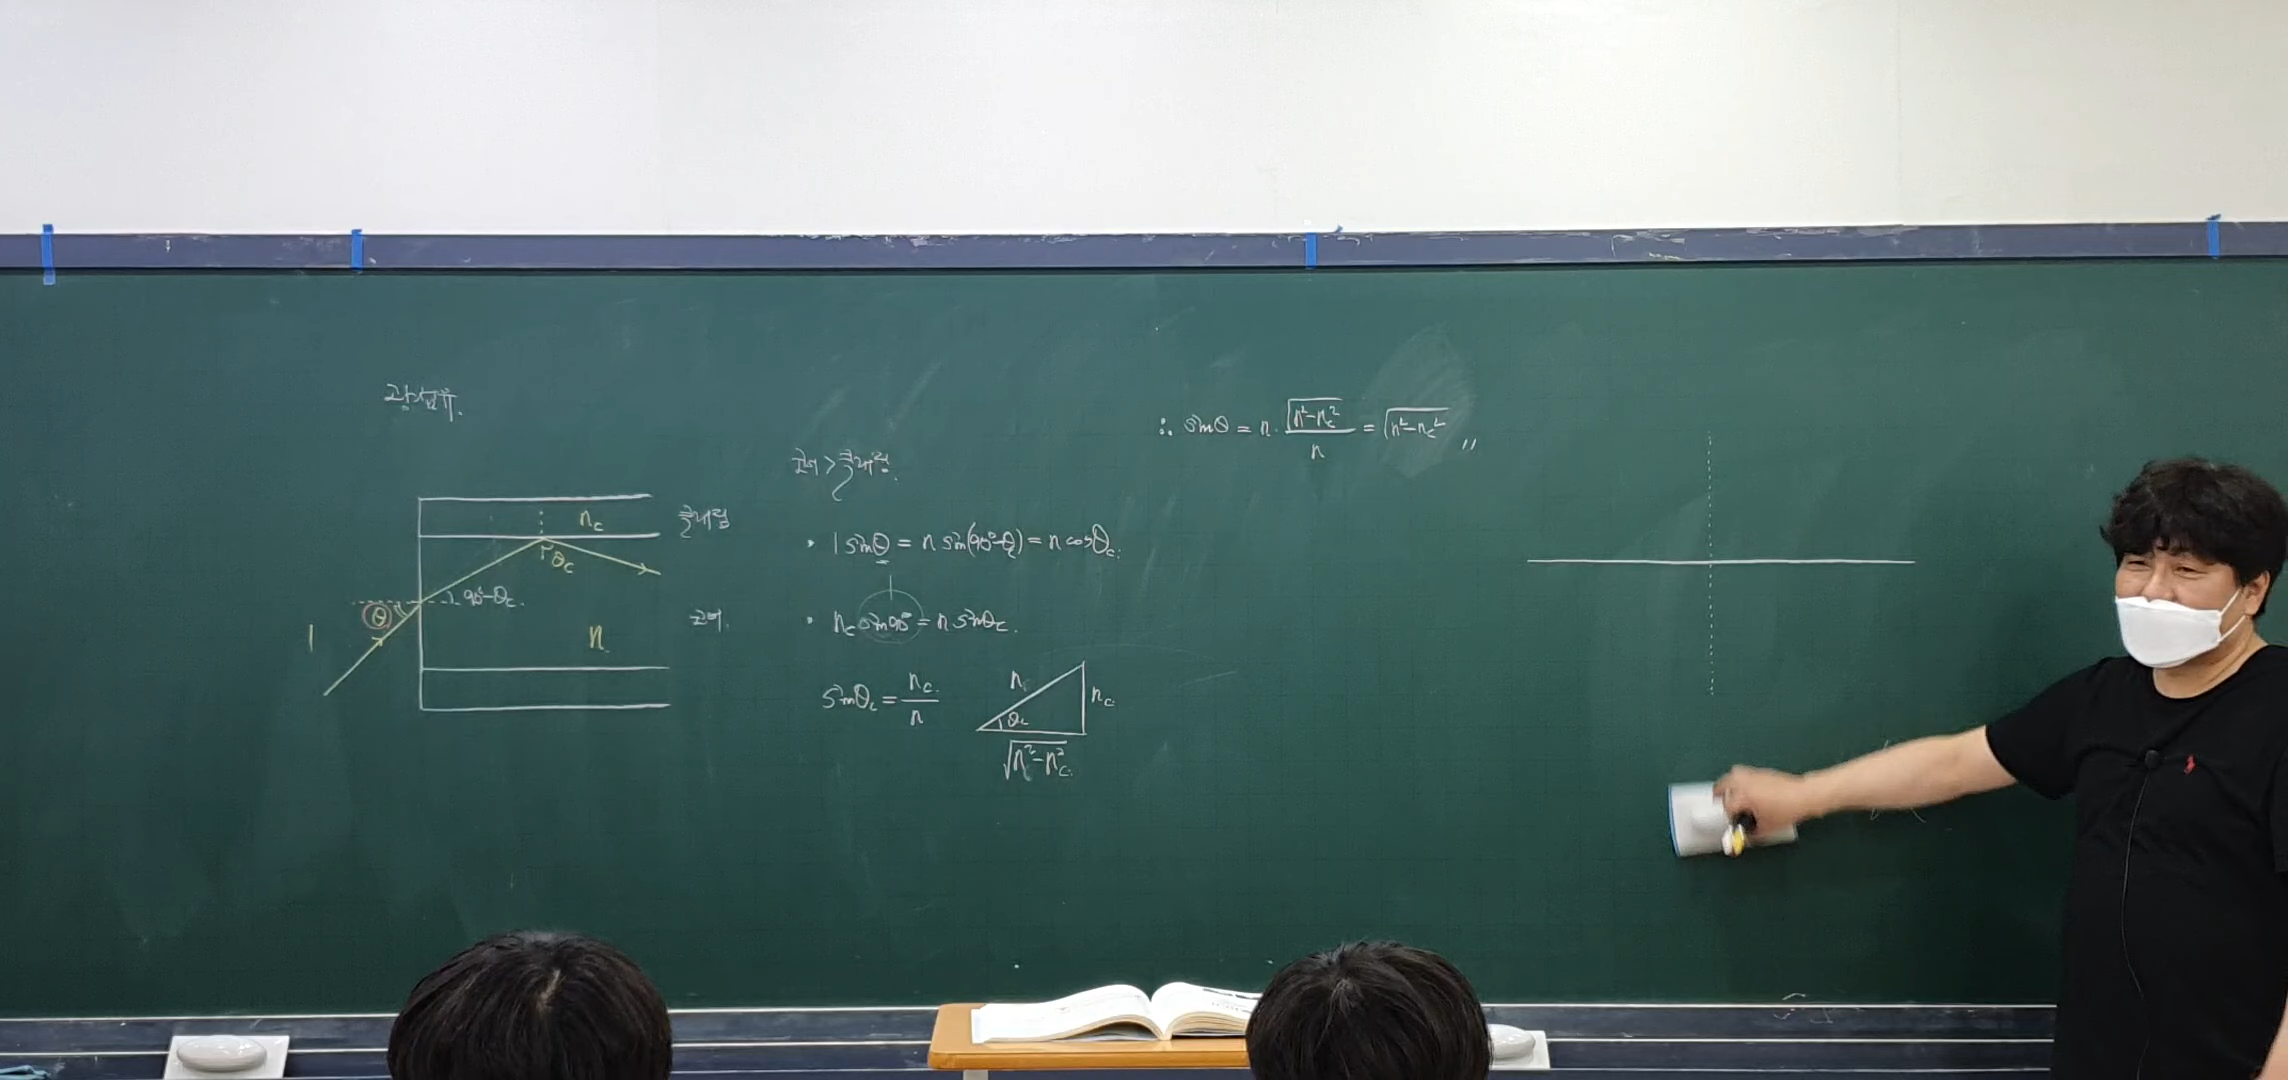 광섬유.
n_c
클래딩
θ_c
90°-θ_c.
θ
1
n.
코어.
코어 > 클래딩.
· 1 sinθ = n sin(90°-θ_c) = n cosθ_c.
· n_c sin90° = n sinθ_c.
sinθ_c = n_c. / n
n
n_c
θ_c
√n²-n_c².
∴ sinθ = n · √n²-n_c² / n = √n²-n_c² 〃